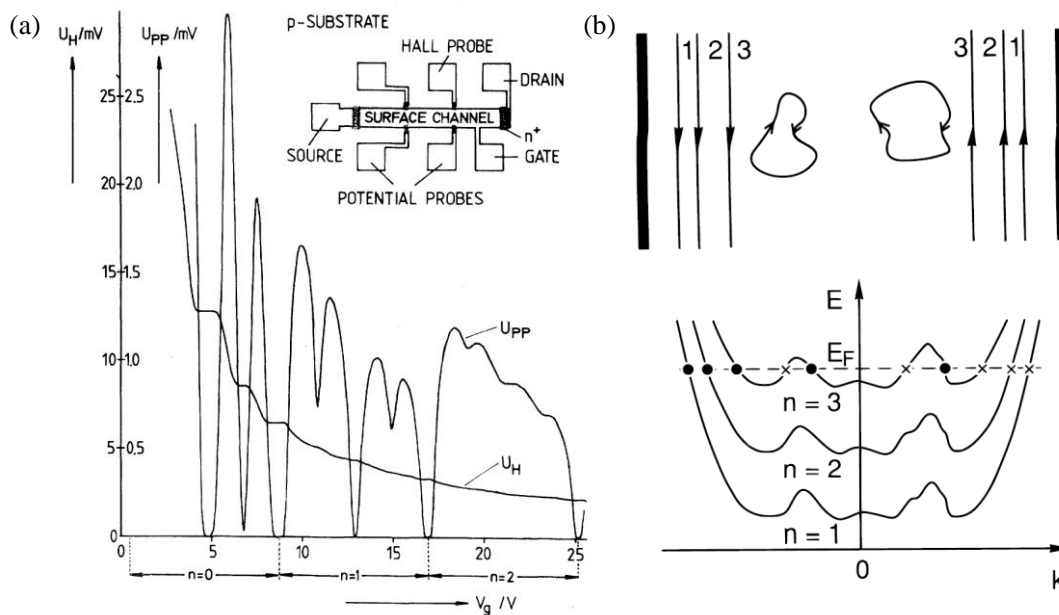 (a)
U_H/mV
U_PP/mV
p-SUBSTRATE
HALL PROBE
DRAIN
SURFACE CHANNEL
n+
SOURCE
GATE
POTENTIAL PROBES
25
2.5
20
2.0
15
1.5
10
1.0
5
0.5
0
0
U_PP
U_H
0 5 10 15 20 25
n=0 n=1 n=2
V_g/V
(b)
1 2 3
3 2 1
E
E_F
n = 3
n = 2
n = 1
0
k